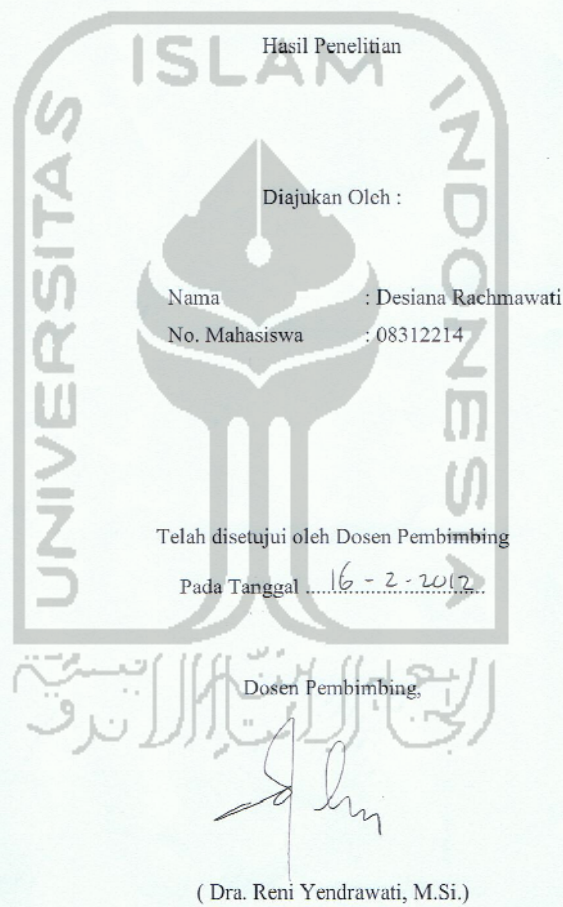 Hasil Penelitian
Diajukan Oleh :
Nama : Desiana Rachmawati
No. Mahasiswa : 08312214
Telah disetujui oleh Dosen Pembimbing
Pada Tanggal ....16 - 2 - 2012....
Dosen Pembimbing,
( Dra. Reni Yendrawati, M.Si.)
UNIVERSITAS
ISLAM
INDONESIA